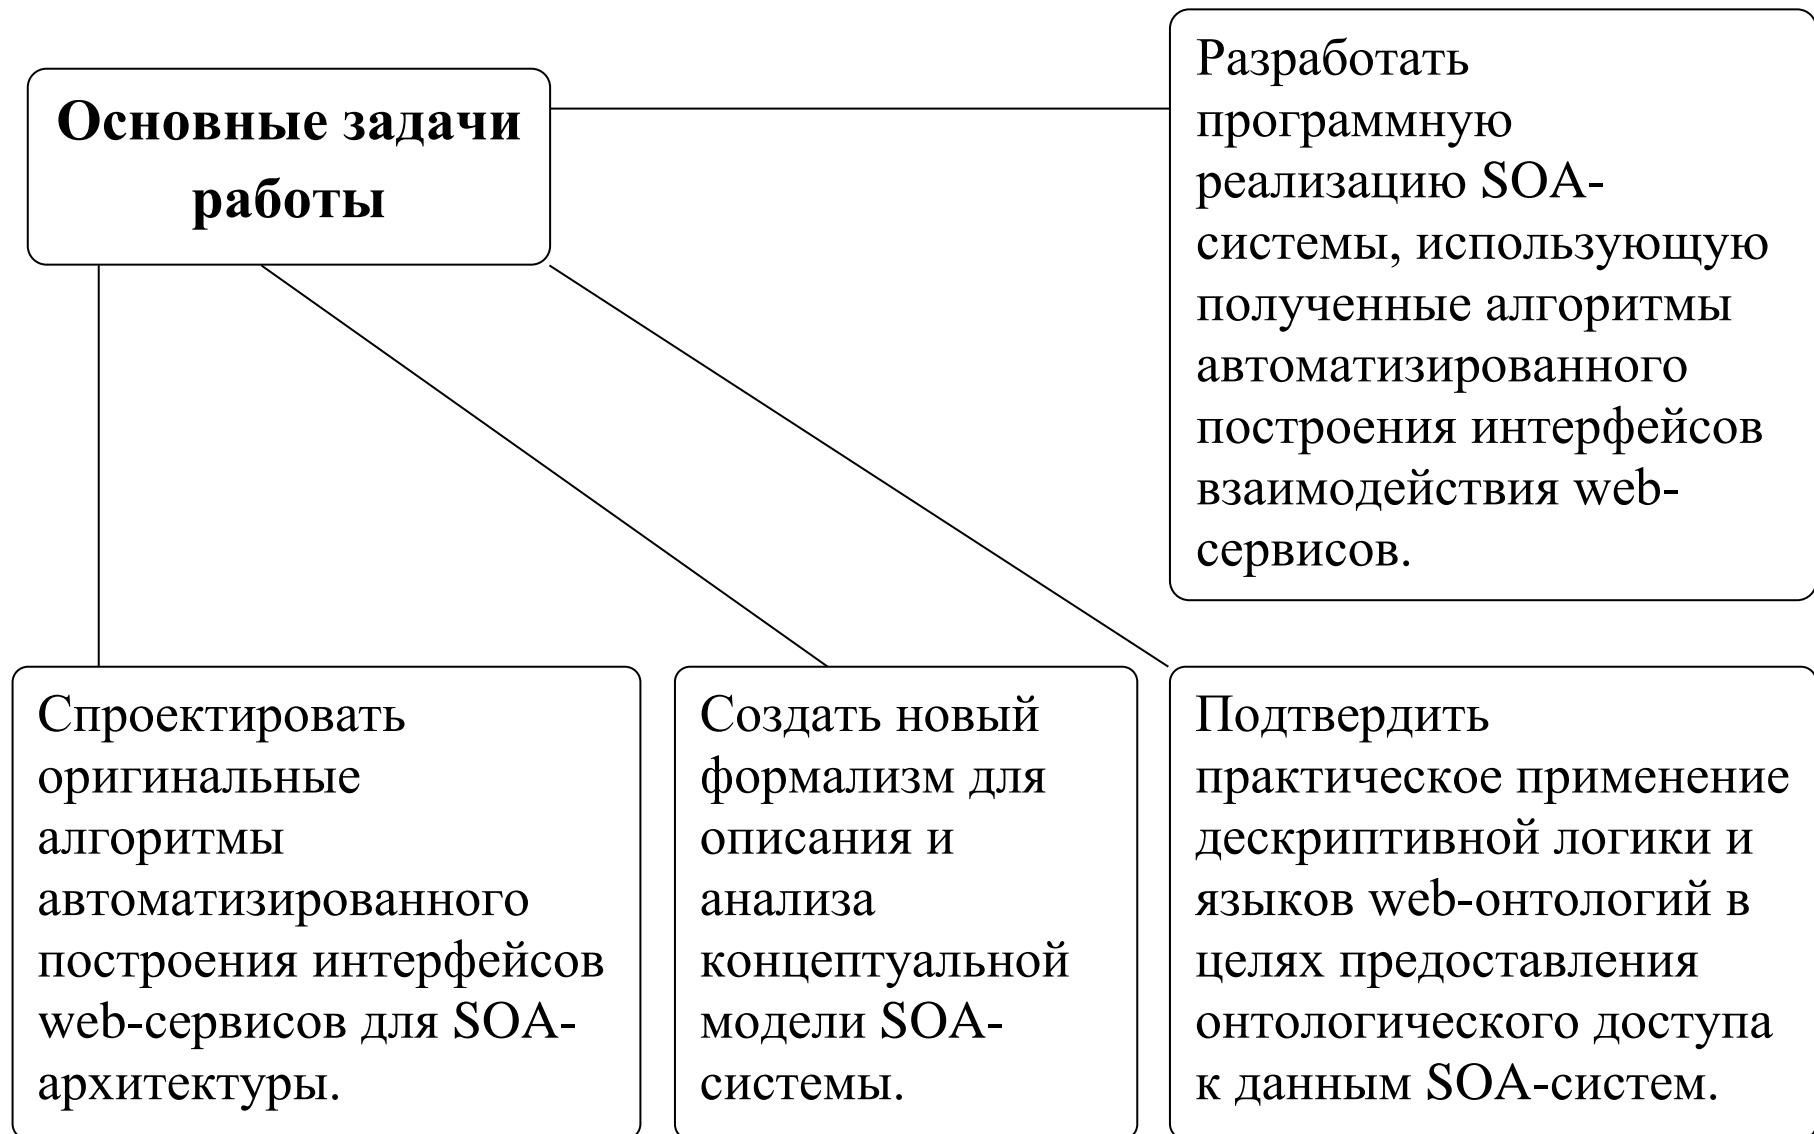 Основные задачи
работы
Разработать
программную
реализацию SOA-
системы, использующую
полученные алгоритмы
автоматизированного
построения интерфейсов
взаимодействия web-
сервисов.
Спроектировать
оригинальные
алгоритмы
автоматизированного
построения интерфейсов
web-сервисов для SOA-
архитектуры.
Создать новый
формализм для
описания и
анализа
концептуальной
модели SOA-
системы.
Подтвердить
практическое применение
дескриптивной логики и
языков web-онтологий в
целях предоставления
онтологического доступа
к данным SOA-систем.